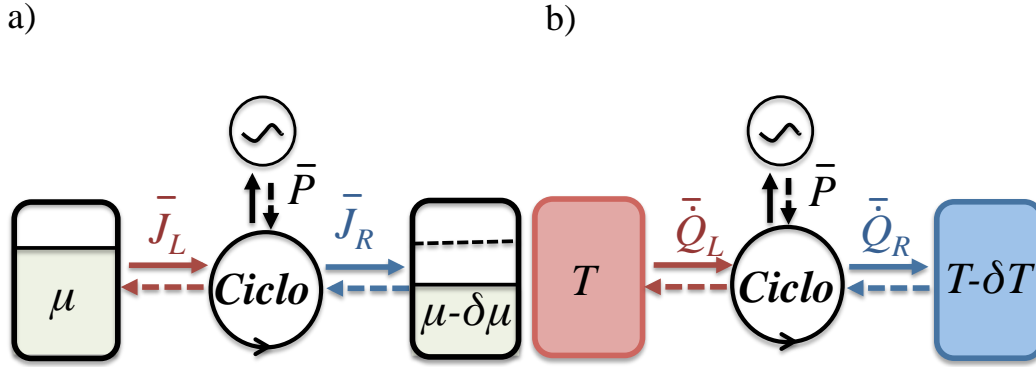 a)
P̄
J̄_L
J̄_R
μ
Ciclo
μ-δμ
b)
P̄
Q̇̄_L
Q̇̄_R
T
Ciclo
T-δT